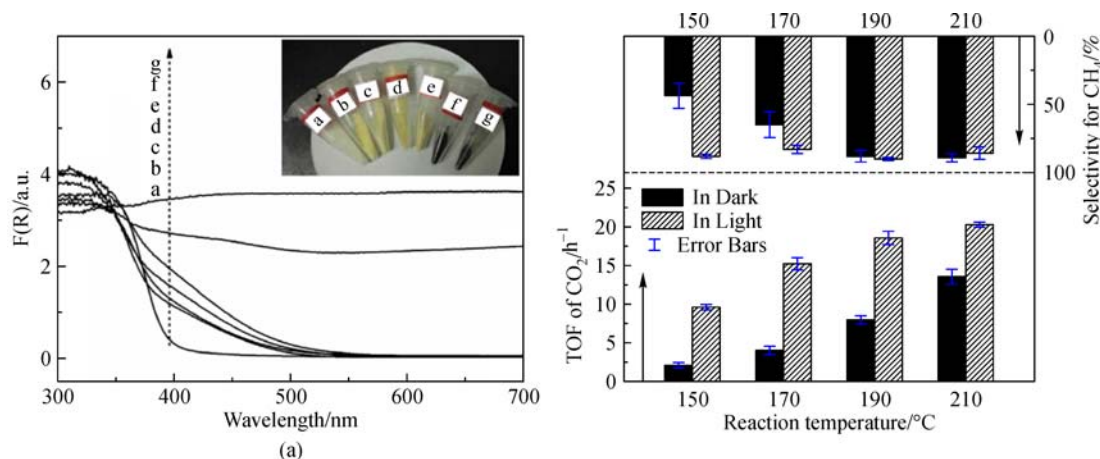 6
4
2
0
F(R)/a.u.
300
400
500
600
700
Wavelength/nm
g
f
e
d
c
b
a
a
b
c
d
e
f
g
(a)
150
170
190
210
0
50
100
Selectivity for CH₄/%
25
20
15
10
5
0
TOF of CO₂/h⁻¹
In Dark
In Light
Error Bars
150
170
190
210
Reaction temperature/°C